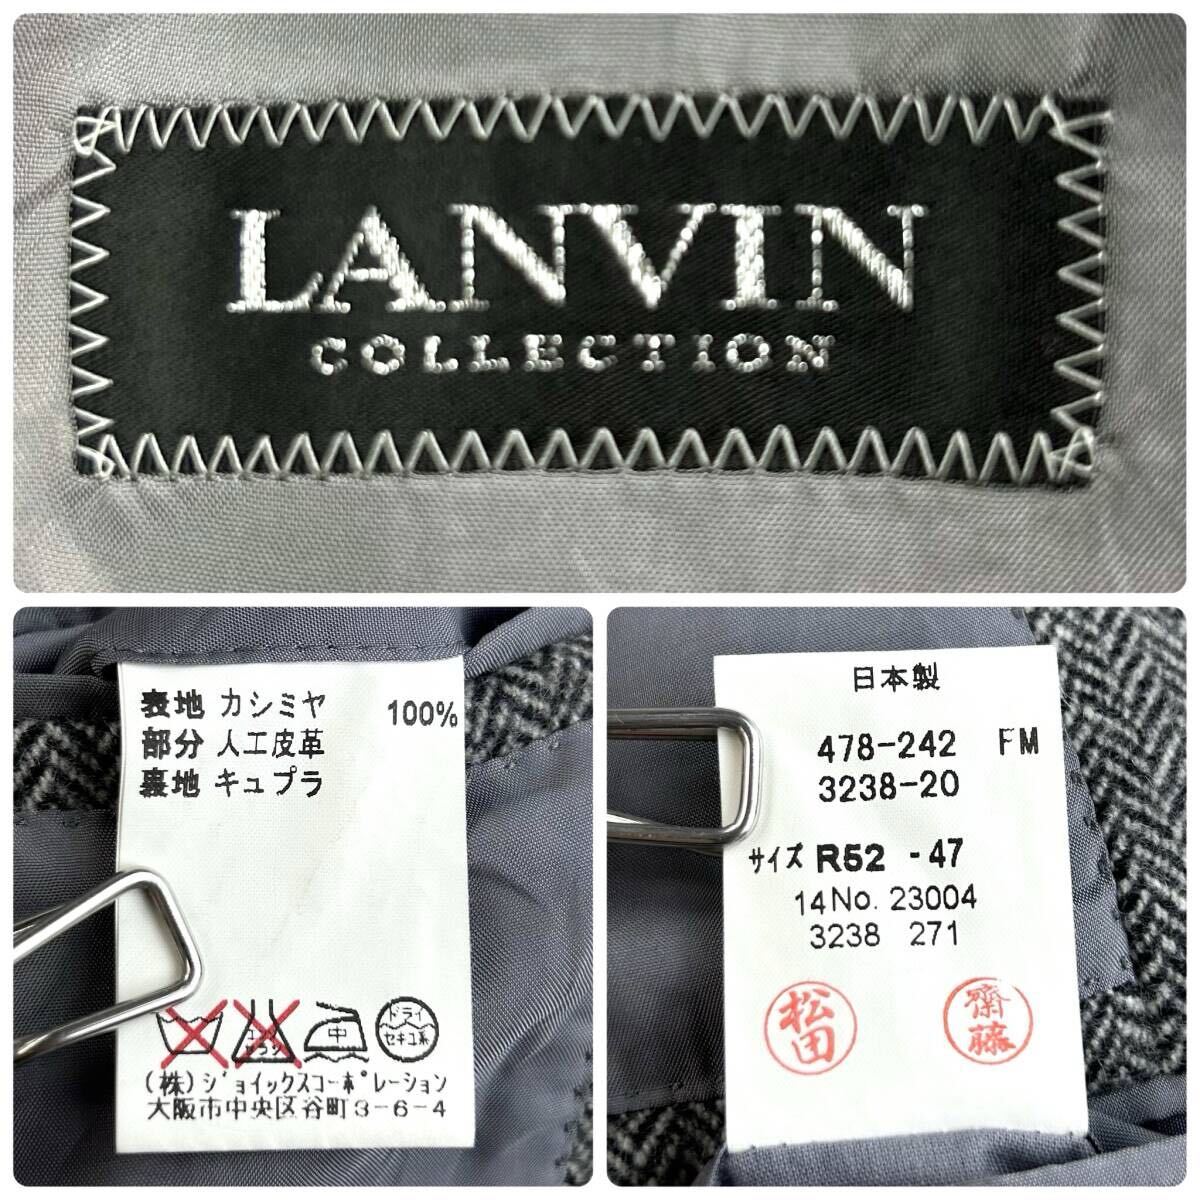 LANVIN
COLLECTION
表地 カシミヤ 100%
部分 人工皮革
裏地 キュプラ
中
ドライ
セキユ系
(株)ジョイックスコーポレーション
大阪市中央区谷町3-6-4
日本製
478-242 FM
3238-20
サイズ R52 -47
14No. 23004
3238 271
松田
齋藤